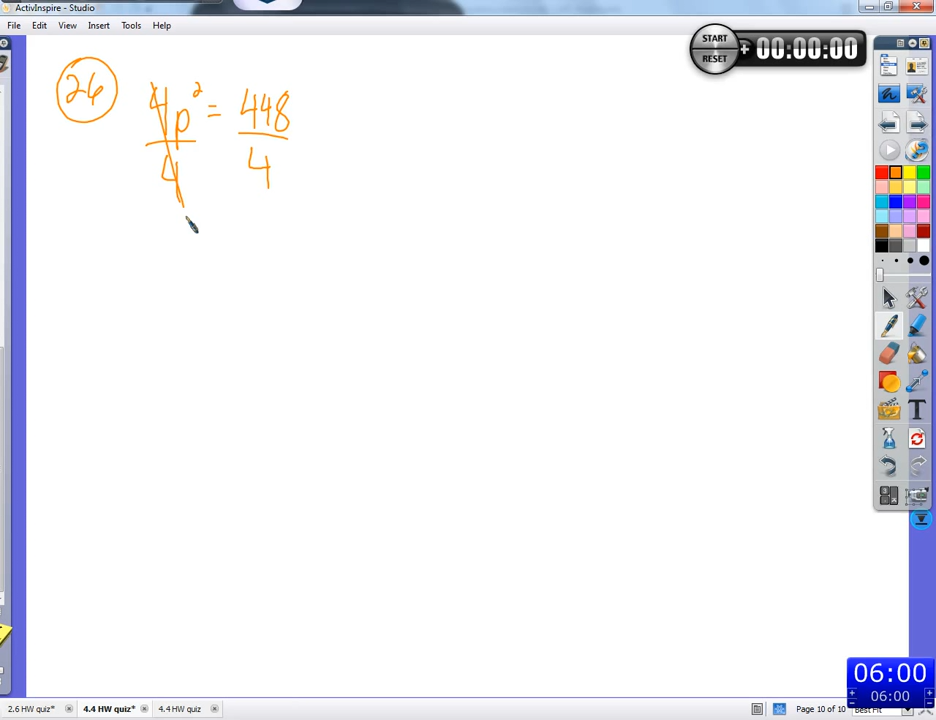 ActivInspire - Studio
File Edit View Insert Tools Help
START
RESET
00:00:00
26
4p² = 448
4 4
06:00
06:00
2.6 HW quiz* 4.4 HW quiz* 4.4 HW quiz
Page 10 of 10 Best Fit